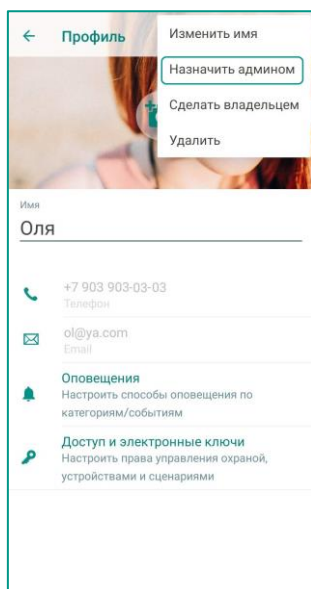 Профиль
Изменить имя
Назначить админом
Сделать владельцем
Удалить
Имя
Оля
+7 903 903-03-03
Телефон
ol@ya.com
Email
Оповещения
Настроить способы оповещения по
категориям/событиям
Доступ и электронные ключи
Настроить права управления охраной,
устройствами и сценариями